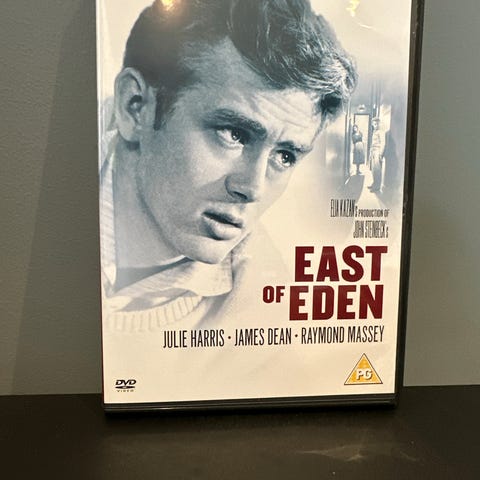 ELIA KAZAN's PRODUCTION OF
JOHN STEINBECK's
EAST
OF EDEN
JULIE HARRIS · JAMES DEAN · RAYMOND MASSEY
DVD
VIDEO
PG